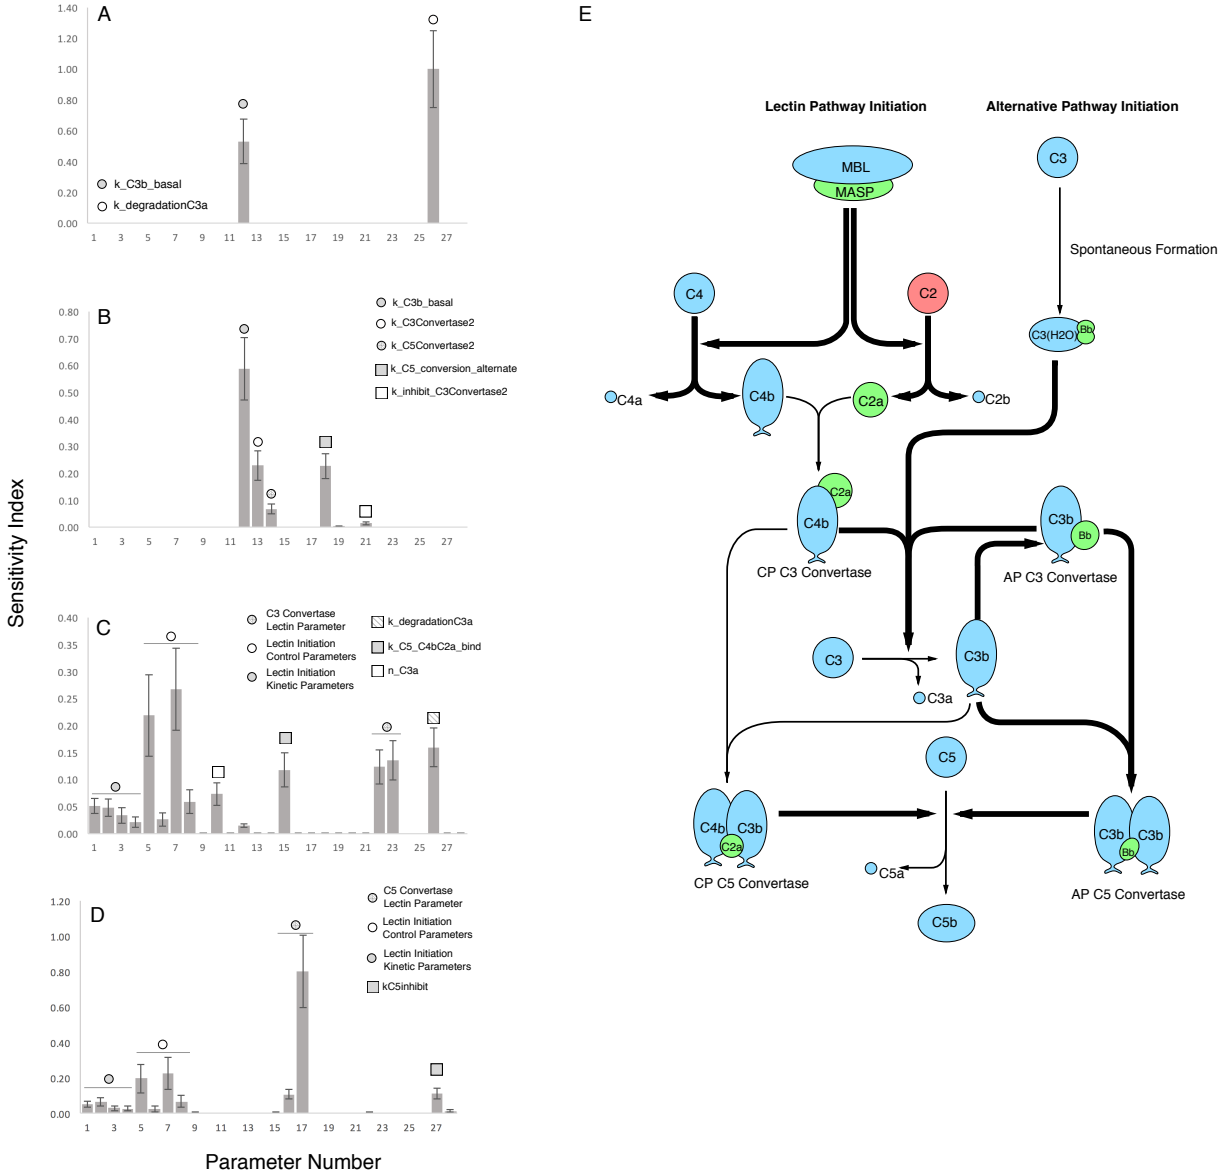 A
1.40
1.20
1.00
0.80
0.60
0.40
0.20
0.00
k_C3b_basal
k_degradationC3a
1 3 5 7 9 11 13 15 17 19 21 23 25 27
B
0.80
0.70
0.60
0.50
0.40
0.30
0.20
0.10
0.00
k_C3b_basal
k_C3Convertase2
k_C5Convertase2
k_C5_conversion_alternate
k_inhibit_C3Convertase2
1 3 5 7 9 11 13 15 17 19 21 23 25 27
Sensitivity Index
C
0.40
0.35
0.30
0.25
0.20
0.15
0.10
0.05
0.00
C3 Convertase
Lectin Parameter
Lectin Initiation
Control Parameters
Lectin Initiation
Kinetic Parameters
k_degradationC3a
k_C5_C4bC2a_bind
n_C3a
1 3 5 7 9 11 13 15 17 19 21 23 25 27
D
1.20
1.00
0.80
0.60
0.40
0.20
0.00
C5 Convertase
Lectin Parameter
Lectin Initiation
Control Parameters
Lectin Initiation
Kinetic Parameters
kC5inhibit
1 3 5 7 9 11 13 15 17 19 21 23 25 27
Parameter Number
E
Lectin Pathway Initiation
Alternative Pathway Initiation
MBL
MASP
C3
Spontaneous Formation
C4
C2
C3(H2O)
Bb
C4a
C4b
C2a
C2b
C2a
C4b
CP C3 Convertase
C3b
Bb
AP C3 Convertase
C3
C3b
C3a
C5
C4b
C3b
C2a
CP C5 Convertase
C5a
C5b
C3b
C3b
Bb
AP C5 Convertase